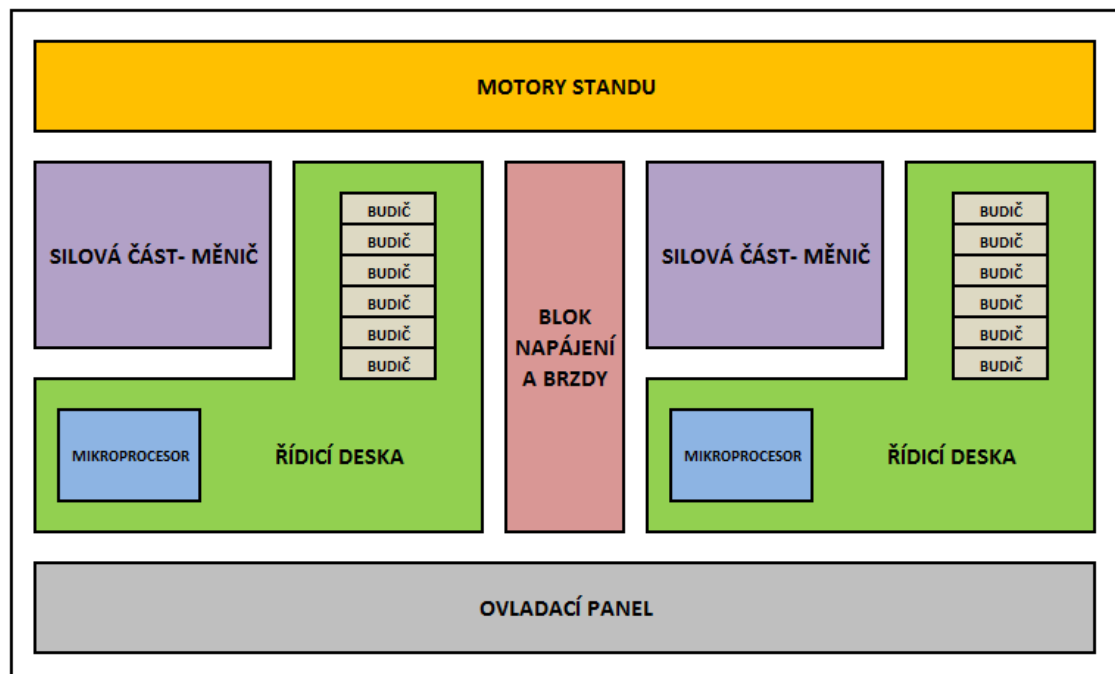 MOTORY STANDU
SILOVÁ ČÁST- MĚNIČ
BUDIČ
BUDIČ
BUDIČ
BUDIČ
BUDIČ
BUDIČ
MIKROPROCESOR
ŘÍDICÍ DESKA
BLOK
NAPÁJENÍ
A BRZDY
SILOVÁ ČÁST- MĚNIČ
BUDIČ
BUDIČ
BUDIČ
BUDIČ
BUDIČ
BUDIČ
MIKROPROCESOR
ŘÍDICÍ DESKA
OVLADACÍ PANEL